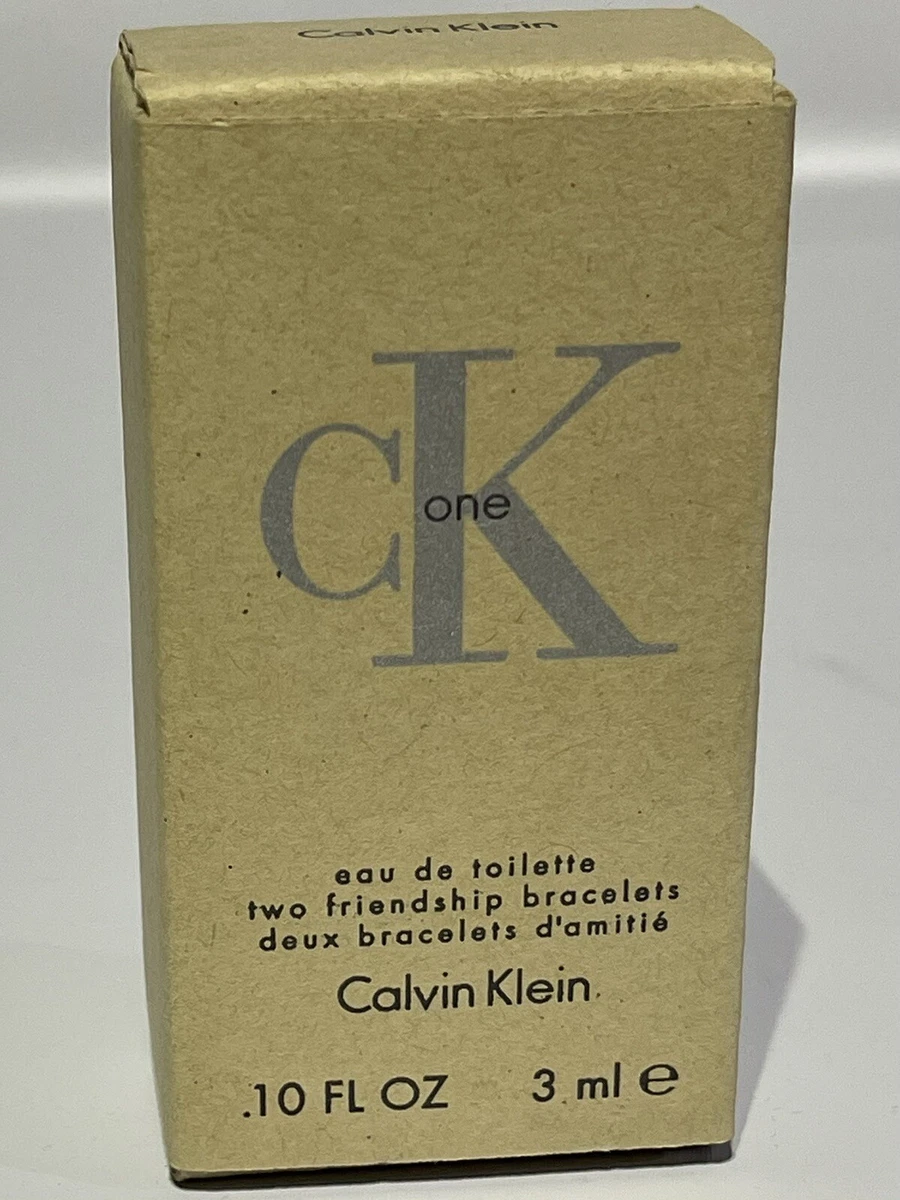 Calvin Klein
cK
one
eau de toilette
two friendship bracelets
deux bracelets d'amitié
Calvin Klein
.10 FL OZ 3 ml ℮